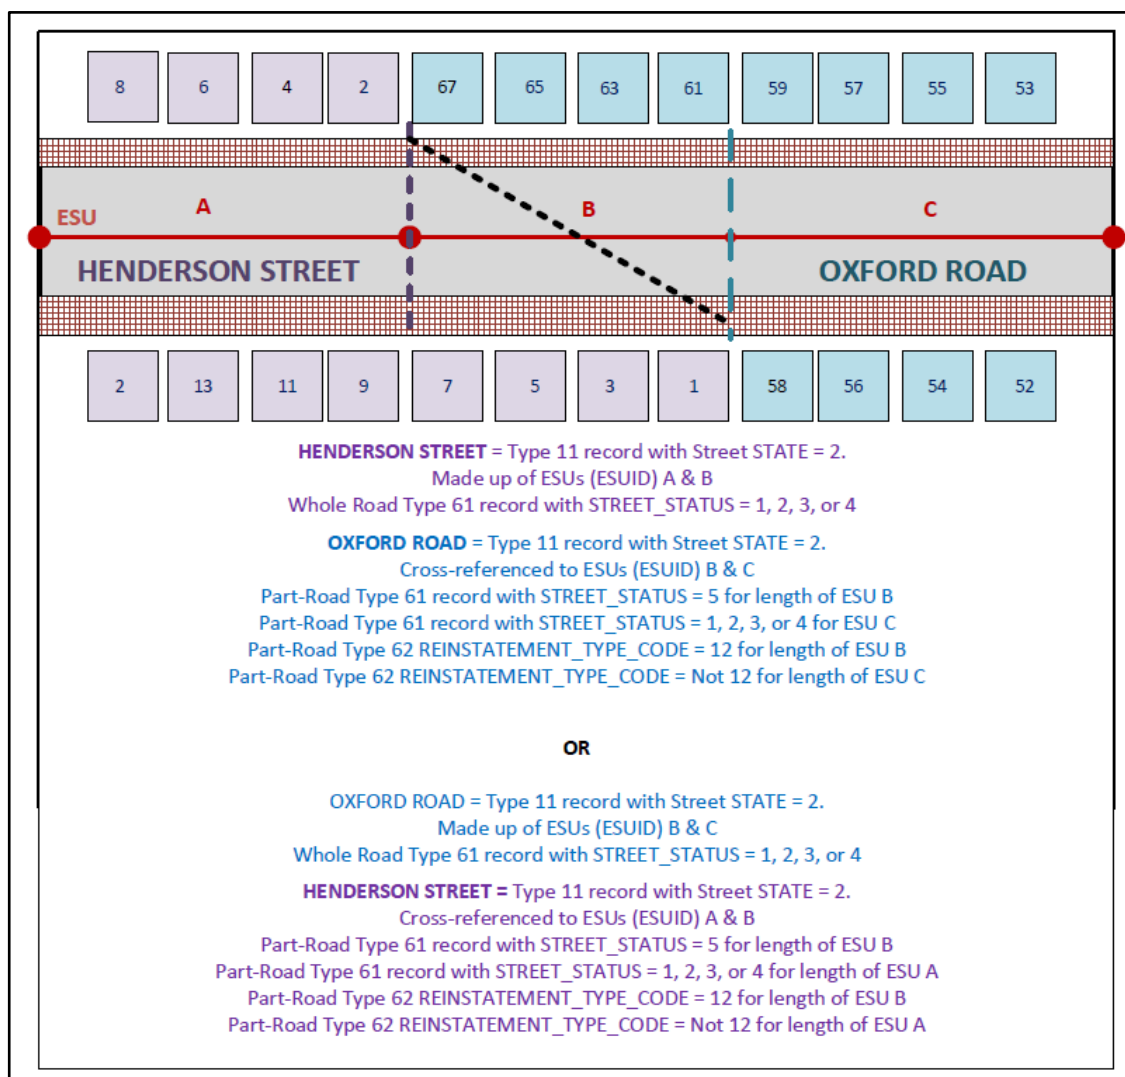 8 6 4 2 67 65 63 61 59 57 55 53
A B C
ESU
HENDERSON STREET OXFORD ROAD
2 13 11 9 7 5 3 1 58 56 54 52
HENDERSON STREET = Type 11 record with Street STATE = 2.
Made up of ESUs (ESUID) A & B
Whole Road Type 61 record with STREET_STATUS = 1, 2, 3, or 4
OXFORD ROAD = Type 11 record with Street STATE = 2.
Cross-referenced to ESUs (ESUID) B & C
Part-Road Type 61 record with STREET_STATUS = 5 for length of ESU B
Part-Road Type 61 record with STREET_STATUS = 1, 2, 3, or 4 for ESU C
Part-Road Type 62 REINSTATEMENT_TYPE_CODE = 12 for length of ESU B
Part-Road Type 62 REINSTATEMENT_TYPE_CODE = Not 12 for length of ESU C
OR
OXFORD ROAD = Type 11 record with Street STATE = 2.
Made up of ESUs (ESUID) B & C
Whole Road Type 61 record with STREET_STATUS = 1, 2, 3, or 4
HENDERSON STREET = Type 11 record with Street STATE = 2.
Cross-referenced to ESUs (ESUID) A & B
Part-Road Type 61 record with STREET_STATUS = 5 for length of ESU B
Part-Road Type 61 record with STREET_STATUS = 1, 2, 3, or 4 for length of ESU A
Part-Road Type 62 REINSTATEMENT_TYPE_CODE = 12 for length of ESU B
Part-Road Type 62 REINSTATEMENT_TYPE_CODE = Not 12 for length of ESU A